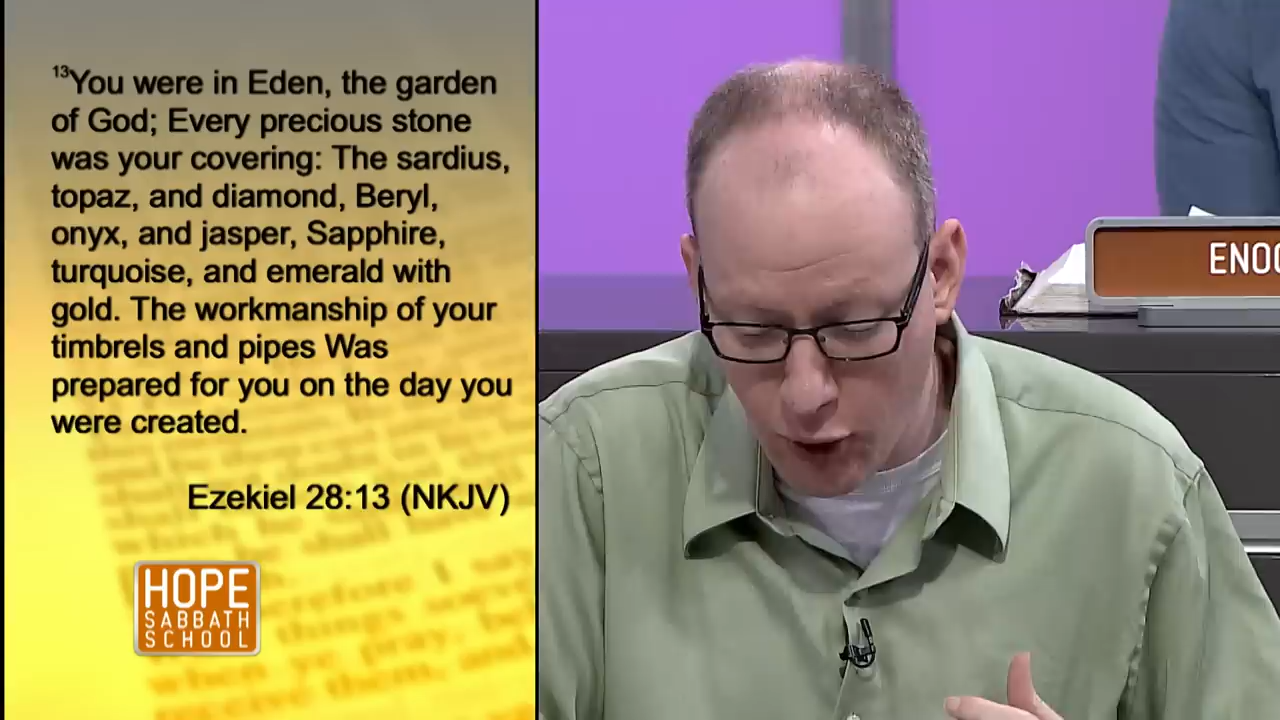 13You were in Eden, the garden
of God; Every precious stone
was your covering: The sardius,
topaz, and diamond, Beryl,
onyx, and jasper, Sapphire,
turquoise, and emerald with
gold. The workmanship of your
timbrels and pipes Was
prepared for you on the day you
were created.
Ezekiel 28:13 (NKJV)
HOPE
SABBATH
SCHOOL
ENOC